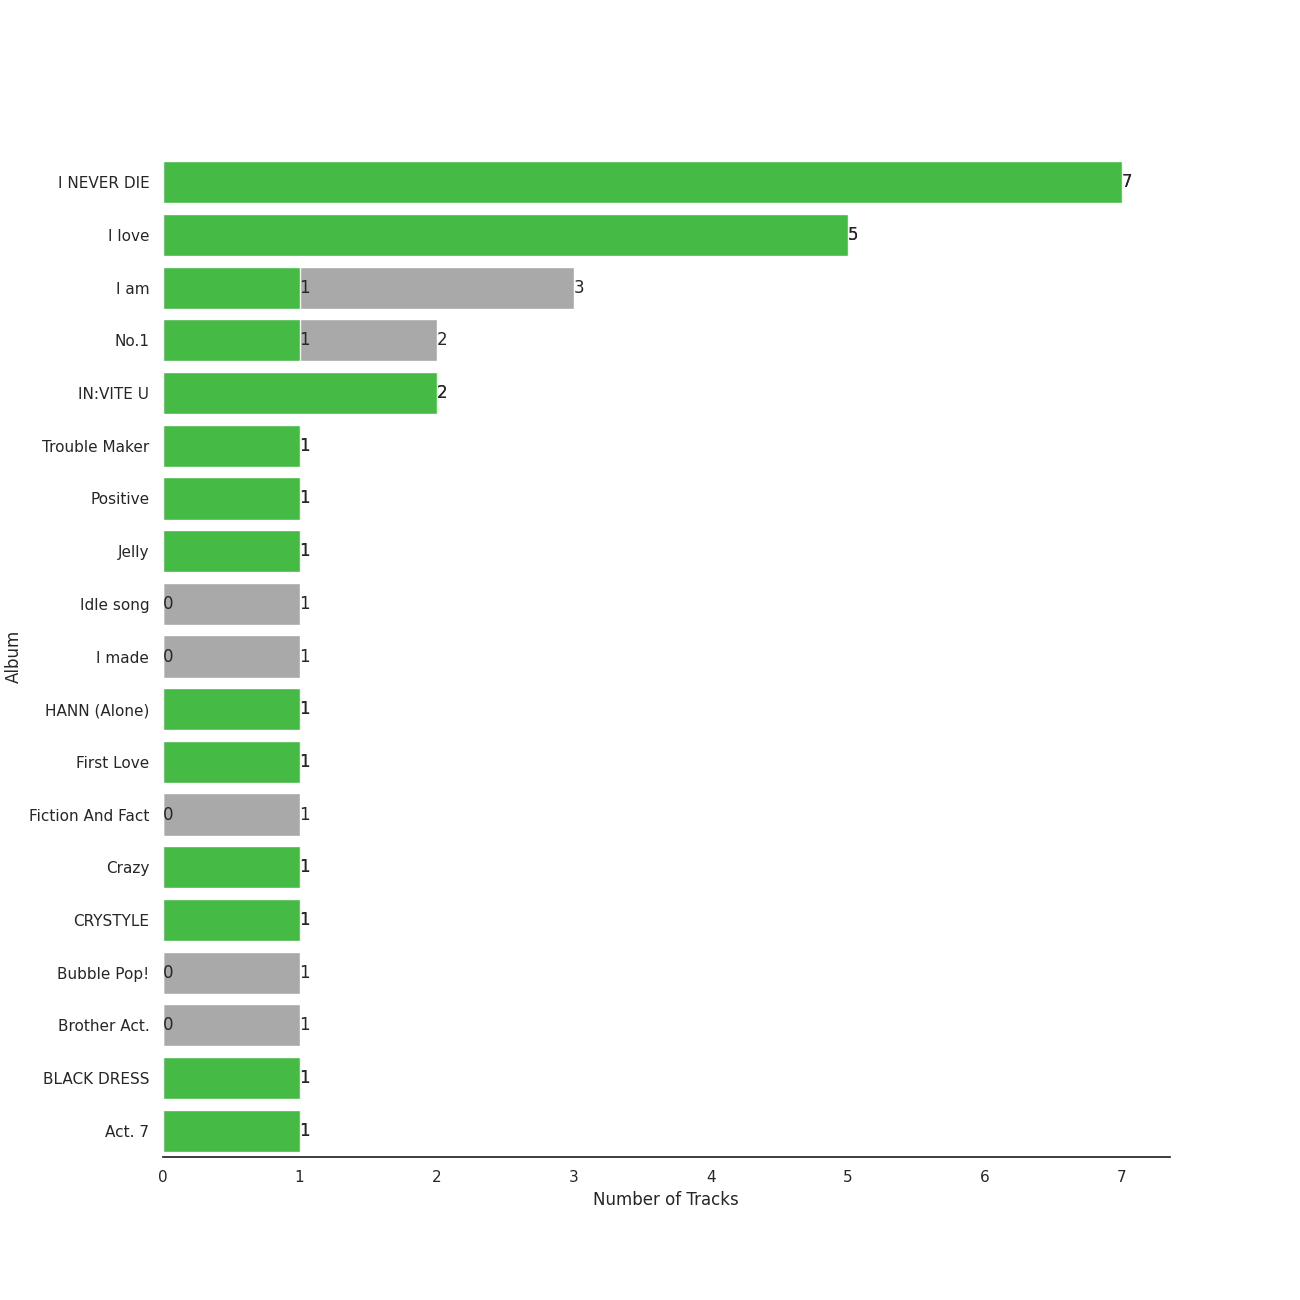 I NEVER DIE 7
I love 5
I am 1 3
No.1 1 2
IN:VITE U 2
Trouble Maker 1
Positive 1
Jelly 1
Idle song 0 1
I made 0 1
HANN (Alone) 1
First Love 1
Fiction And Fact 0 1
Crazy 1
CRYSTYLE 1
Bubble Pop! 0 1
Brother Act. 0 1
BLACK DRESS 1
Act. 7 1
0 1 2 3 4 5 6 7
Number of Tracks
Album